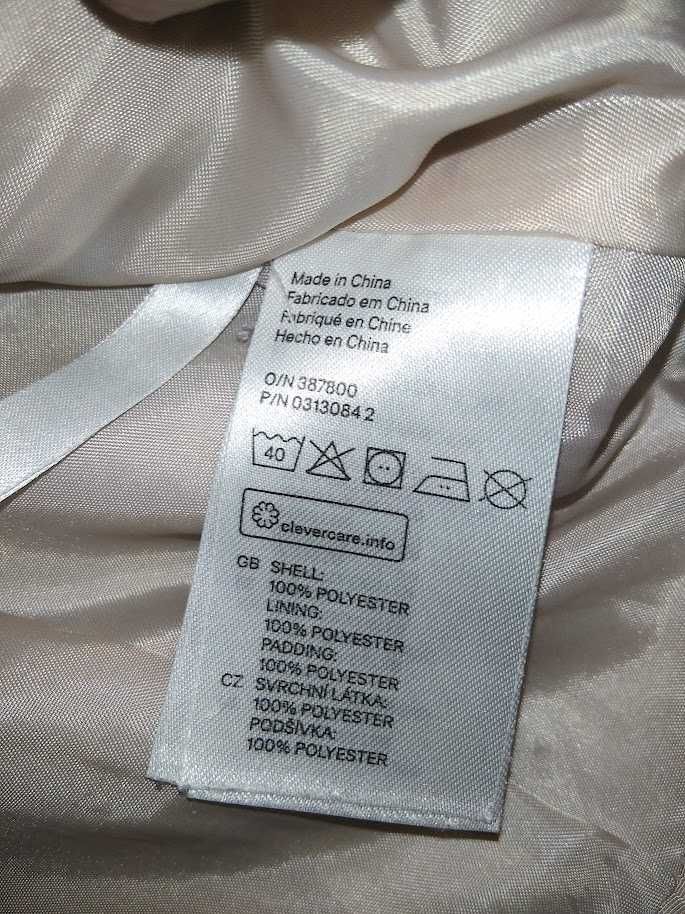 Made in China
Fabricado em China
Fabriqué en Chine
Hecho en China
O/N 387800
P/N 0313084 2
40
clevercare.info
GB SHELL:
100% POLYESTER
LINING:
100% POLYESTER
PADDING:
100% POLYESTER
CZ SVRCHNÍ LÁTKA:
100% POLYESTER
PODŠÍVKA:
100% POLYESTER